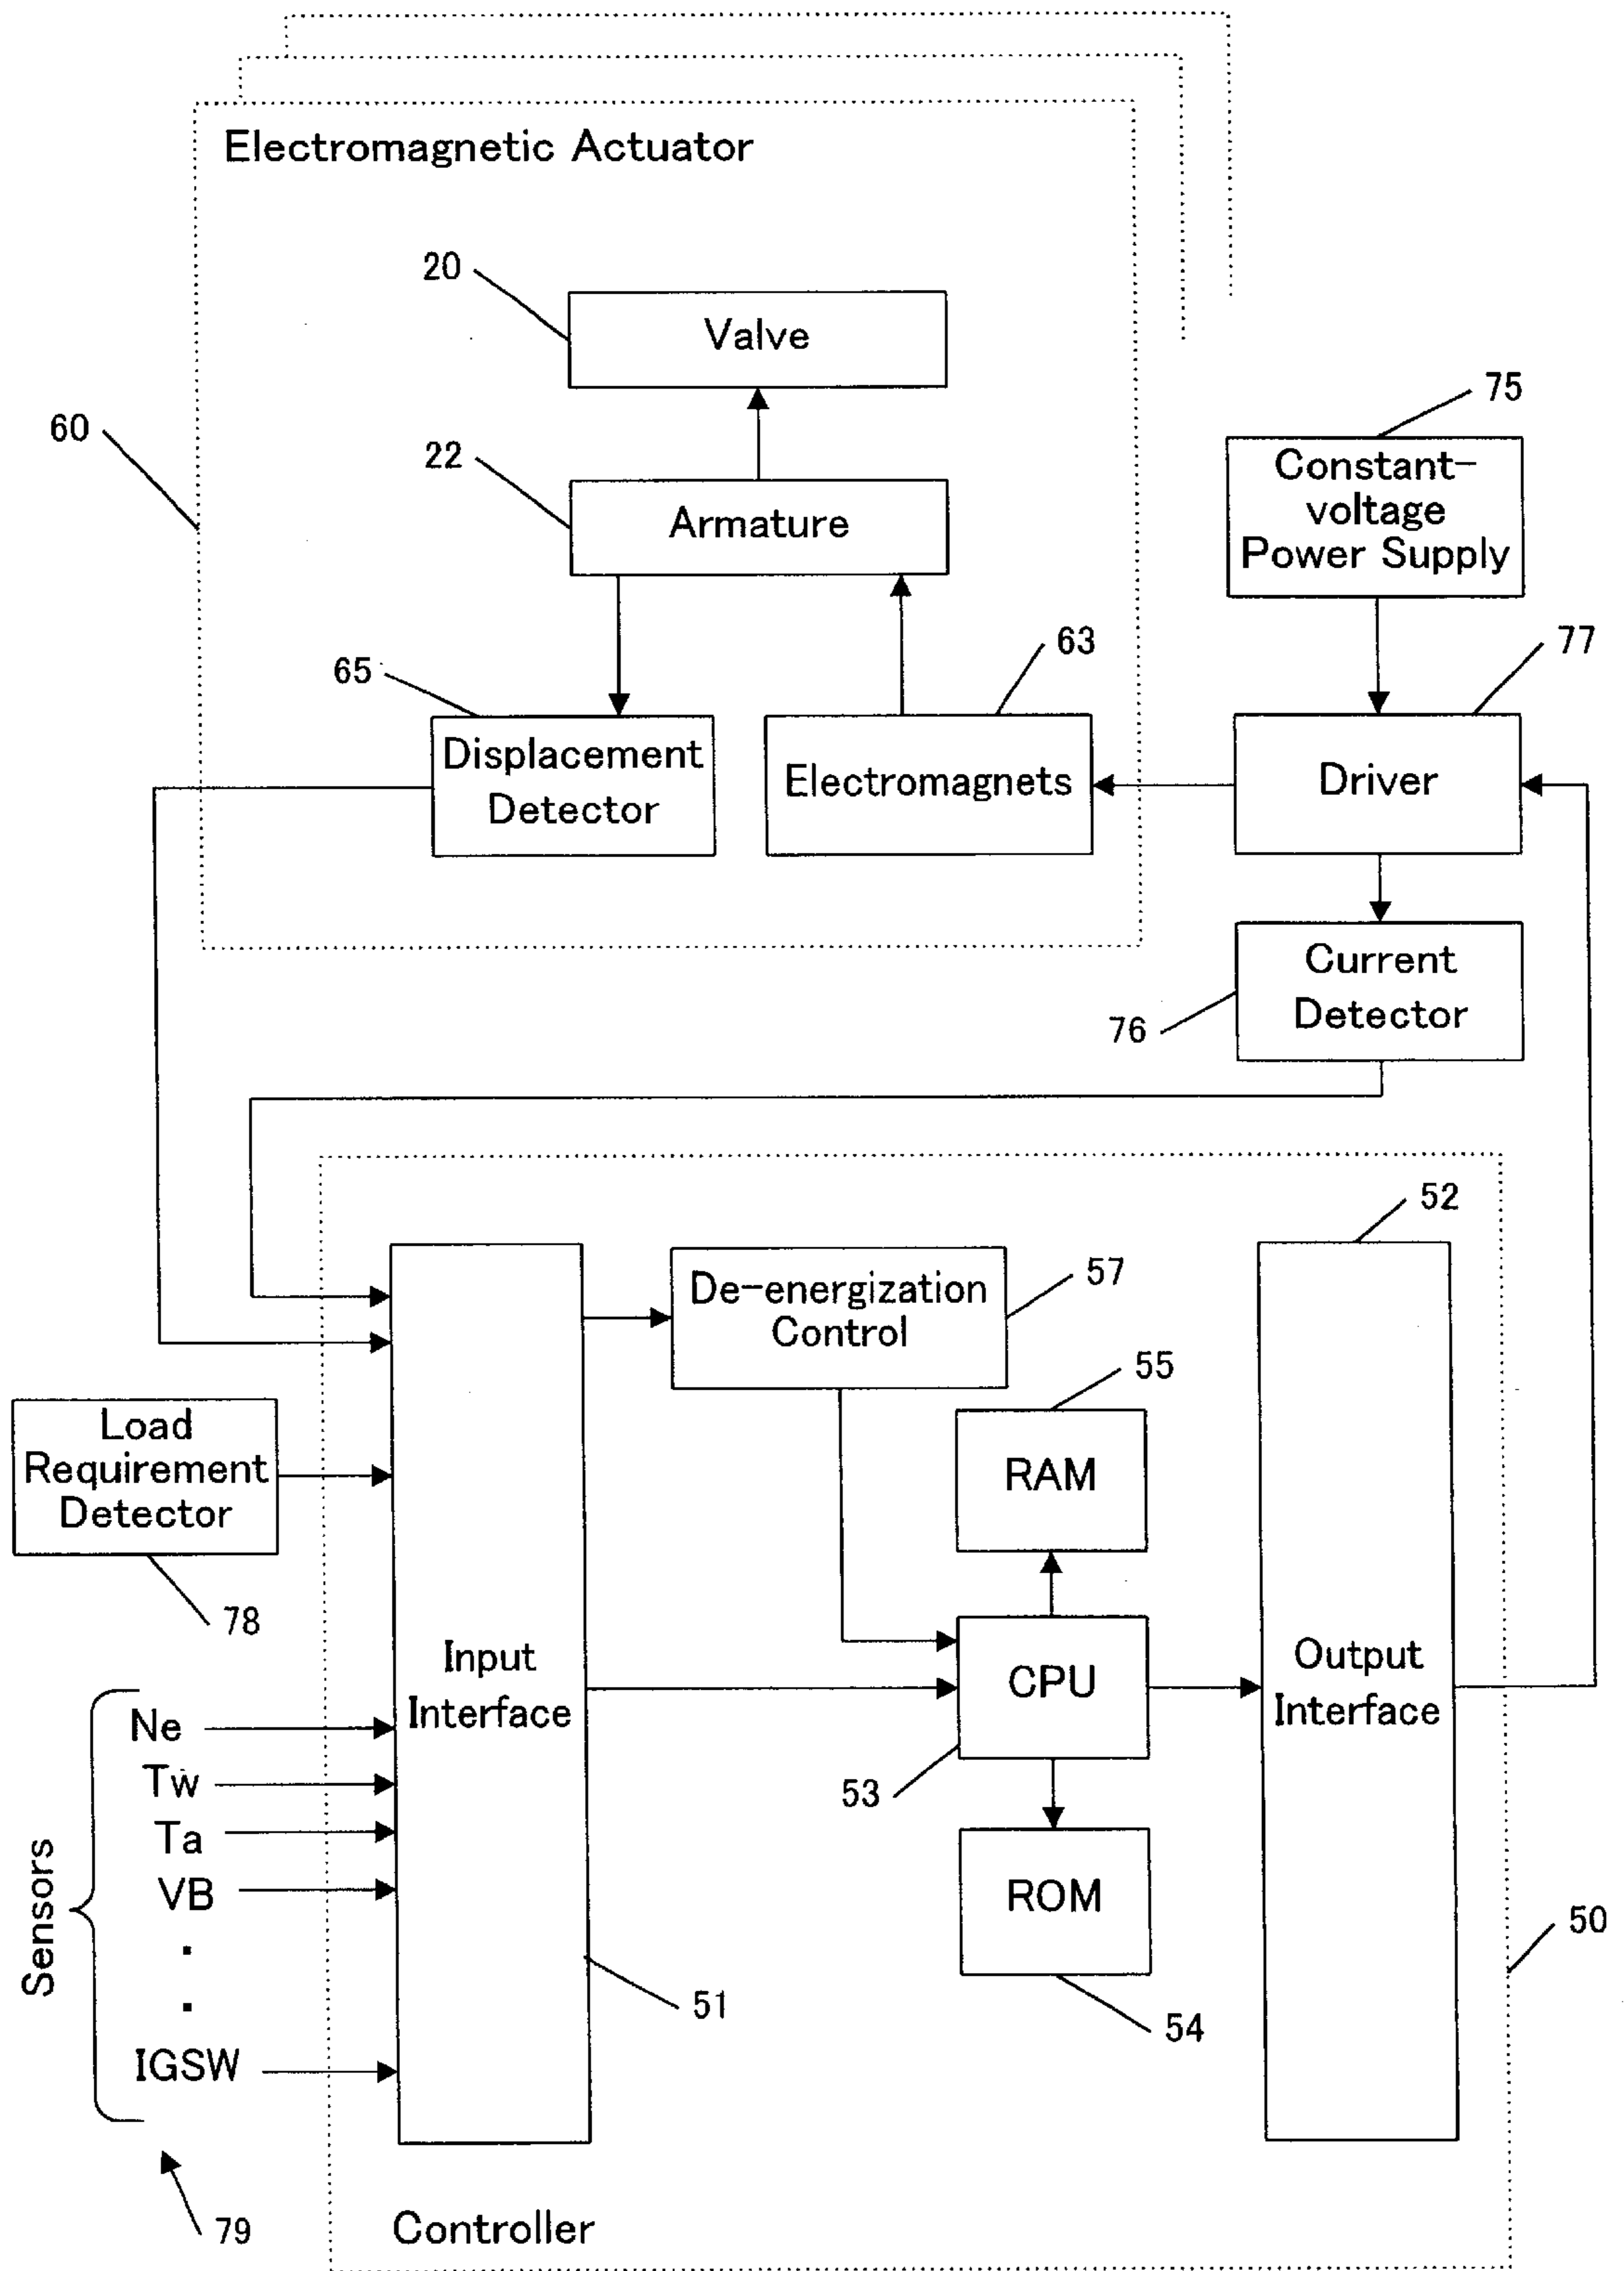 Electromagnetic Actuator
20
Valve
75
60
22
Constant-
voltage
Power Supply
Armature
63
77
65
Displacement
Detector
Electromagnets
Driver
Current
Detector
76
52
De-energization
Control
57
55
Load
Requirement
Detector
RAM
78
Input
Interface
CPU
Output
Interface
Ne
Tw
53
Ta
VB
ROM
50
Sensors
.
.
51
54
IGSW
79
Controller